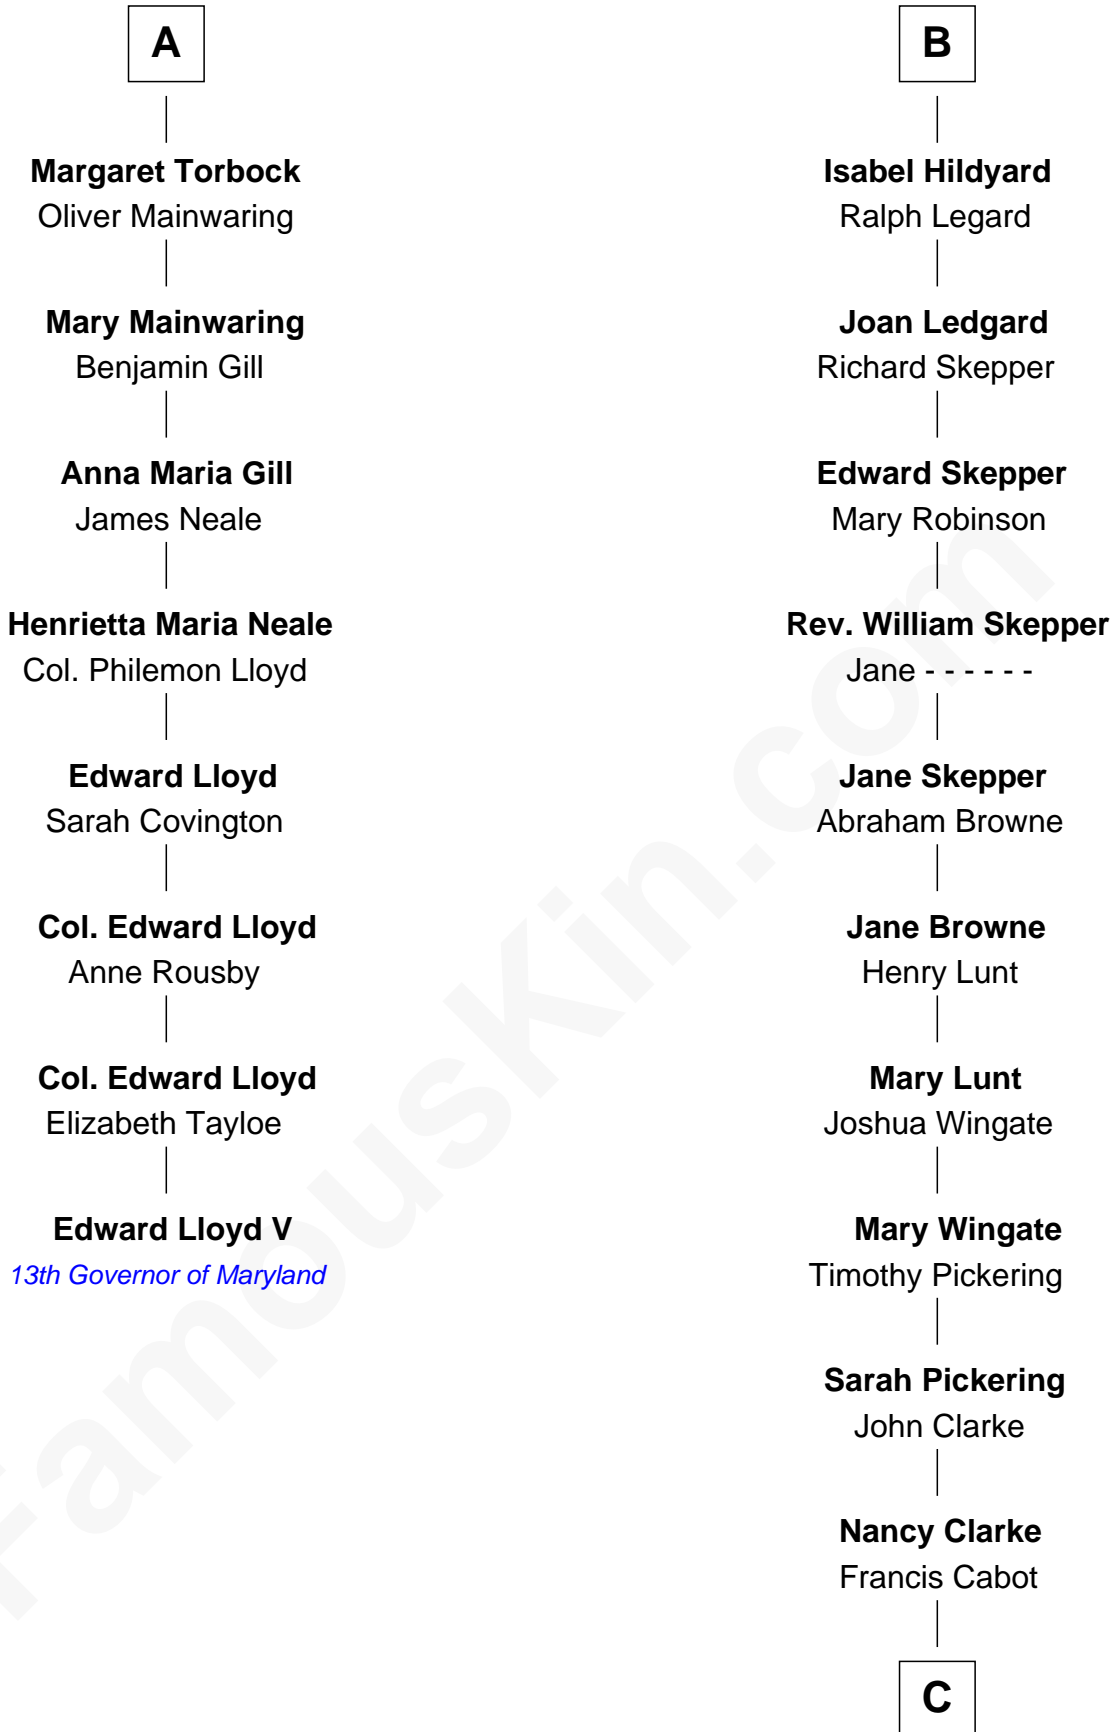 A
Margaret Torbock
Oliver Mainwaring
Mary Mainwaring
Benjamin Gill
Anna Maria Gill
James Neale
Henrietta Maria Neale
Col. Philemon Lloyd
Edward Lloyd
Sarah Covington
Col. Edward Lloyd
Anne Rousby
Col. Edward Lloyd
Elizabeth Tayloe
Edward Lloyd V
13th Governor of Maryland
B
Isabel Hildyard
Ralph Legard
Joan Ledgard
Richard Skepper
Edward Skepper
Mary Robinson
Rev. William Skepper
Jane - - - - - -
Jane Skepper
Abraham Browne
Jane Browne
Henry Lunt
Mary Lunt
Joshua Wingate
Mary Wingate
Timothy Pickering
Sarah Pickering
John Clarke
Nancy Clarke
Francis Cabot
C
FamousKin.com